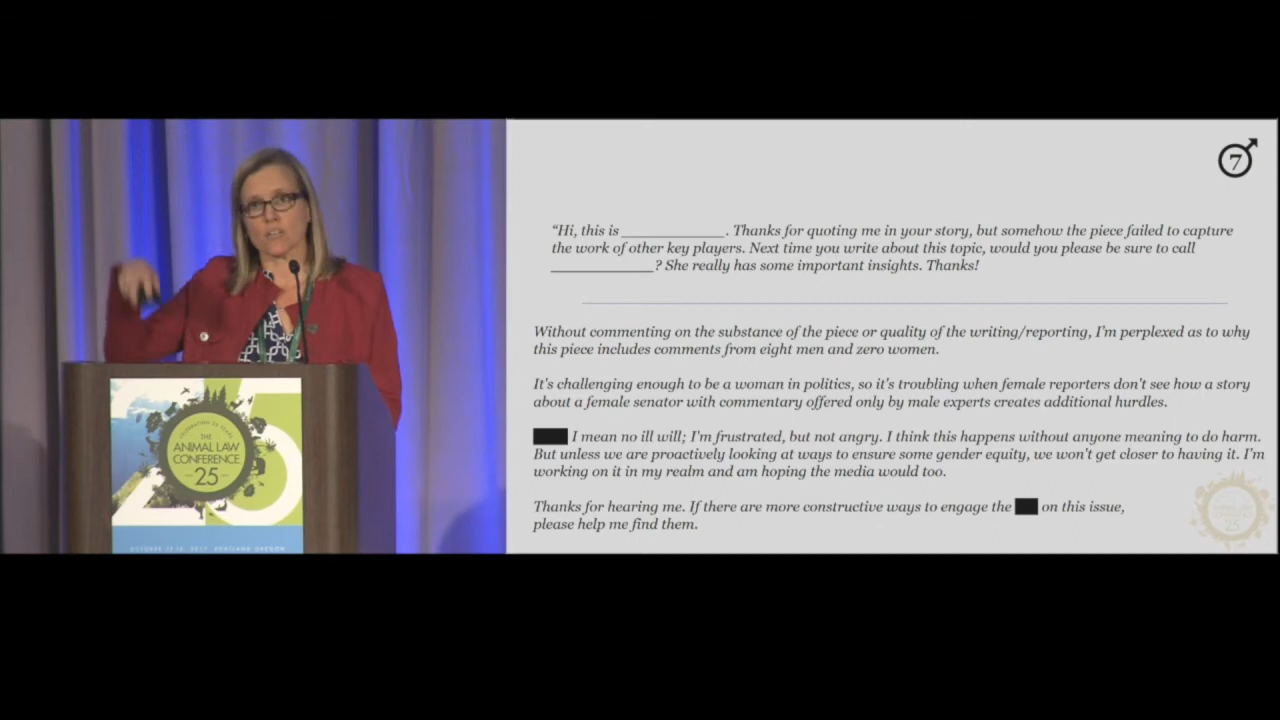 7
“Hi, this is ___________. Thanks for quoting me in your story, but somehow the piece failed to capture
the work of other key players. Next time you write about this topic, would you please be sure to call
___________? She really has some important insights. Thanks!
Without commenting on the substance of the piece or quality of the writing/reporting, I'm perplexed as to why
this piece includes comments from eight men and zero women.
It's challenging enough to be a woman in politics, so it's troubling when female reporters don't see how a story
about a female senator with commentary offered only by male experts creates additional hurdles.
I mean no ill will; I'm frustrated, but not angry. I think this happens without anyone meaning to do harm.
But unless we are proactively looking at ways to ensure some gender equity, we won't get closer to having it. I'm
working on it in my realm and am hoping the media would too.
Thanks for hearing me. If there are more constructive ways to engage the on this issue,
please help me find them.
CELEBRATING 25 YEARS
THE
ANIMAL LAW
CONFERENCE
25
25
PORTLAND OREGON
25